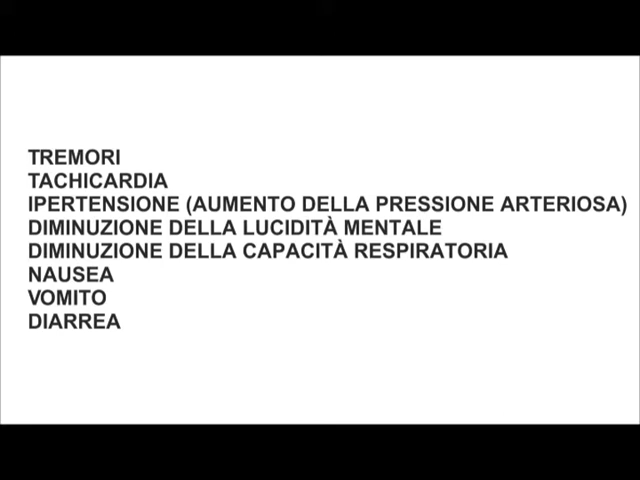 TREMORI
TACHICARDIA
IPERTENSIONE (AUMENTO DELLA PRESSIONE ARTERIOSA)
DIMINUZIONE DELLA LUCIDITÀ MENTALE
DIMINUZIONE DELLA CAPACITÀ RESPIRATORIA
NAUSEA
VOMITO
DIARREA